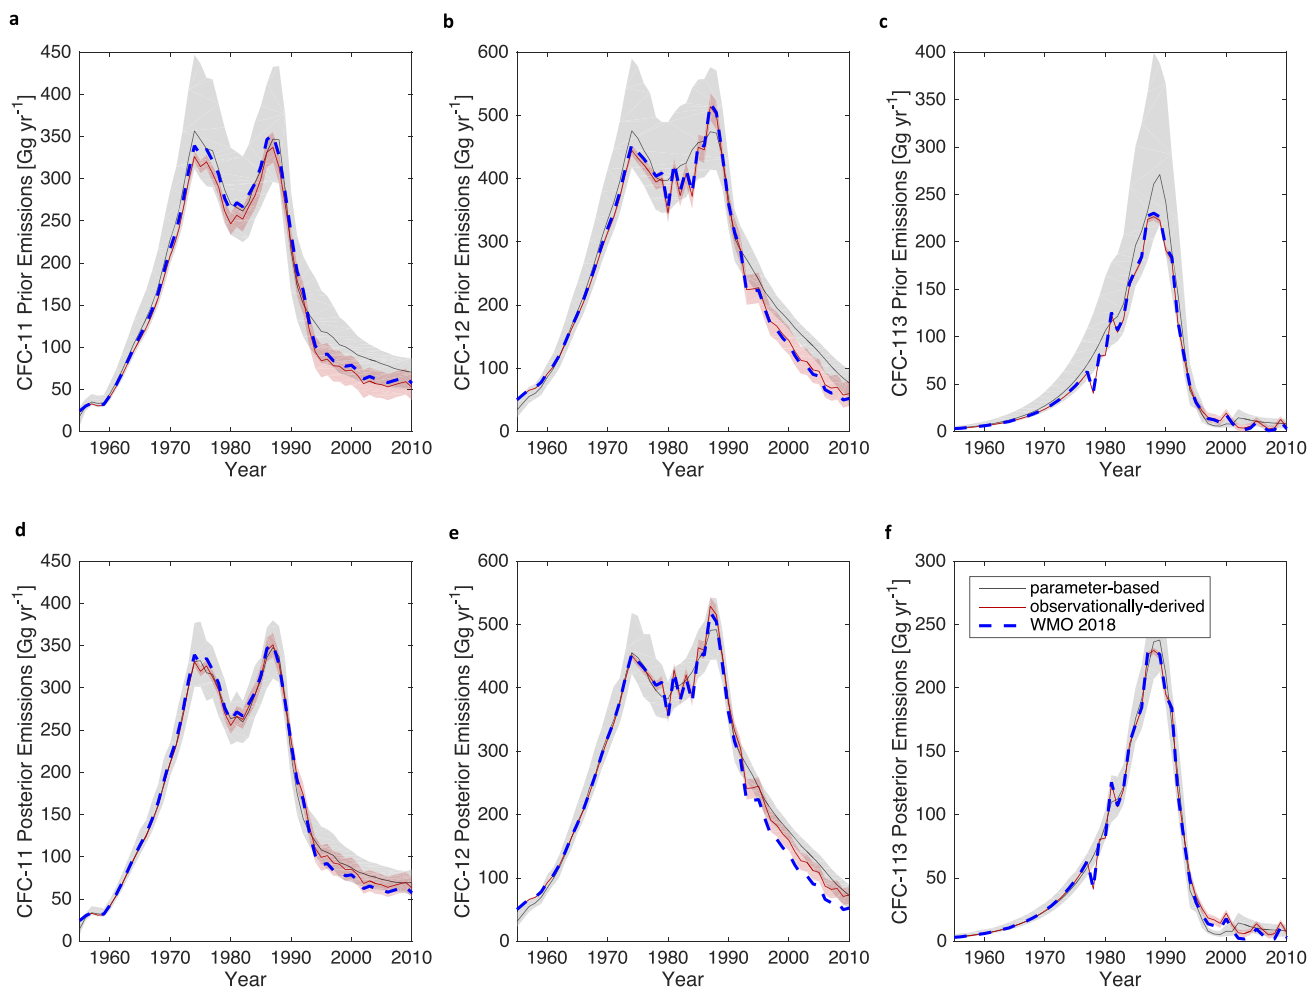 a
CFC-11 Prior Emissions [Gg yr-1]
450
400
350
300
250
200
150
100
50
0
1960 1970 1980 1990 2000 2010
Year
b
CFC-12 Prior Emissions [Gg yr-1]
600
500
400
300
200
100
0
1960 1970 1980 1990 2000 2010
Year
c
CFC-113 Prior Emissions [Gg yr-1]
400
350
300
250
200
150
100
50
0
1960 1970 1980 1990 2000 2010
Year
d
CFC-11 Posterior Emissions [Gg yr-1]
450
400
350
300
250
200
150
100
50
0
1960 1970 1980 1990 2000 2010
Year
e
CFC-12 Posterior Emissions [Gg yr-1]
600
500
400
300
200
100
0
1960 1970 1980 1990 2000 2010
Year
f
CFC-113 Posterior Emissions [Gg yr-1]
300
250
200
150
100
50
0
parameter-based
observationally-derived
WMO 2018
1960 1970 1980 1990 2000 2010
Year